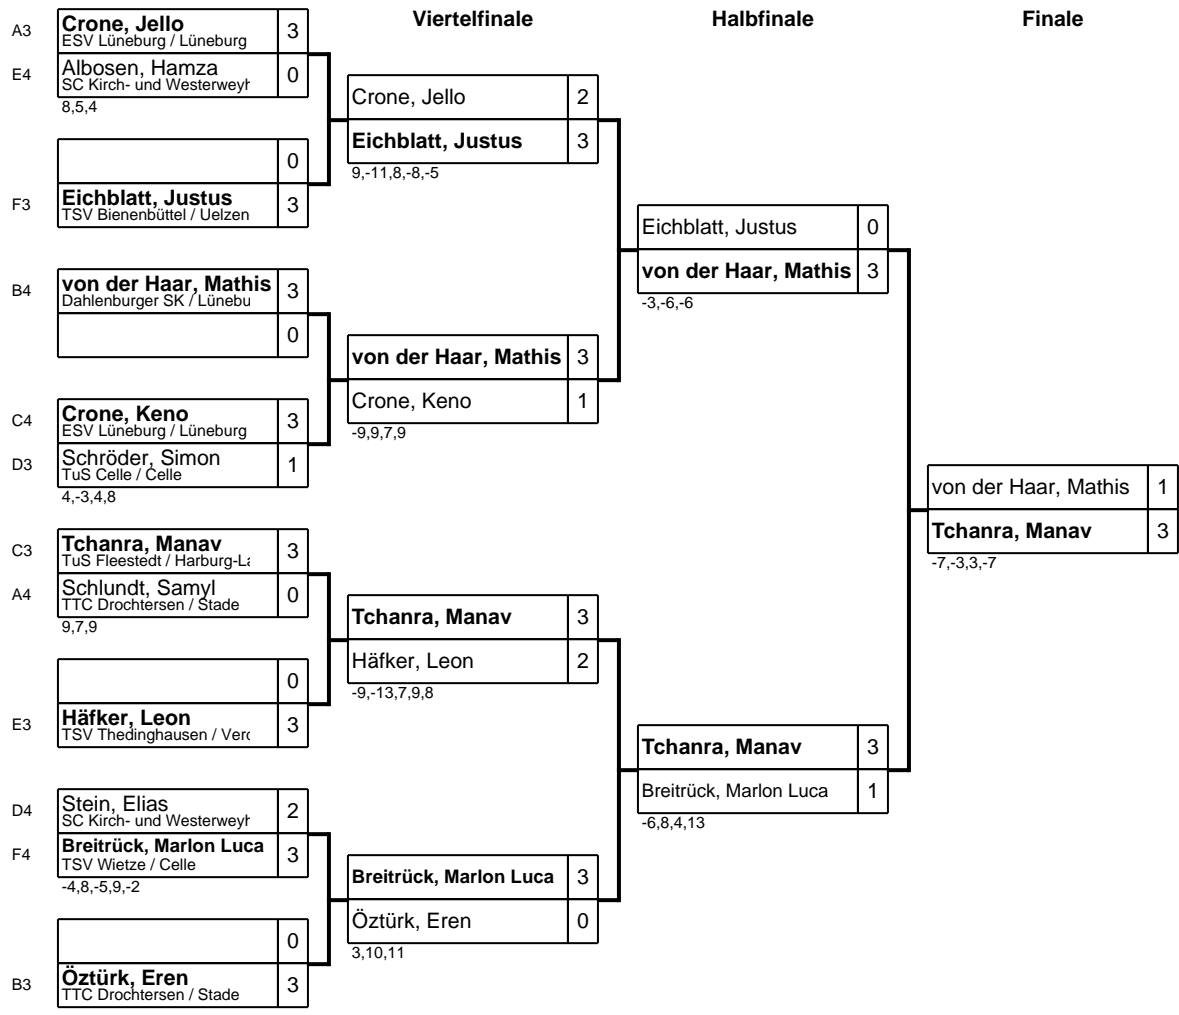 Viertelfinale
Halbfinale
Finale
A3 Crone, Jello 3
ESV Lüneburg / Lüneburg
E4 Albosen, Hamza 0
SC Kirch- und Westerweyh
8,5,4
0
F3 Eichblatt, Justus 3
TSV Bienenbüttel / Uelzen
B4 von der Haar, Mathis 3
Dahlenburger SK / Lünebu
0
C4 Crone, Keno 3
ESV Lüneburg / Lüneburg
D3 Schröder, Simon 1
TuS Celle / Celle
4,-3,4,8
C3 Tchanra, Manav 3
TuS Fleestedt / Harburg-La
A4 Schlundt, Samyl 0
TTC Drochtersen / Stade
9,7,9
0
E3 Häfker, Leon 3
TSV Thedinghausen / Verd
D4 Stein, Elias 2
SC Kirch- und Westerweyh
F4 Breitrück, Marlon Luca 3
TSV Wietze / Celle
-4,8,-5,9,-2
0
B3 Öztürk, Eren 3
TTC Drochtersen / Stade
Crone, Jello 2
Eichblatt, Justus 3
9,-11,8,-8,-5
von der Haar, Mathis 3
Crone, Keno 1
-9,9,7,9
Tchanra, Manav 3
Häfker, Leon 2
-9,-13,7,9,8
Breitrück, Marlon Luca 3
Öztürk, Eren 0
3,10,11
Eichblatt, Justus 0
von der Haar, Mathis 3
-3,-6,-6
Tchanra, Manav 3
Breitrück, Marlon Luca 1
-6,8,4,13
von der Haar, Mathis 1
Tchanra, Manav 3
-7,-3,3,-7